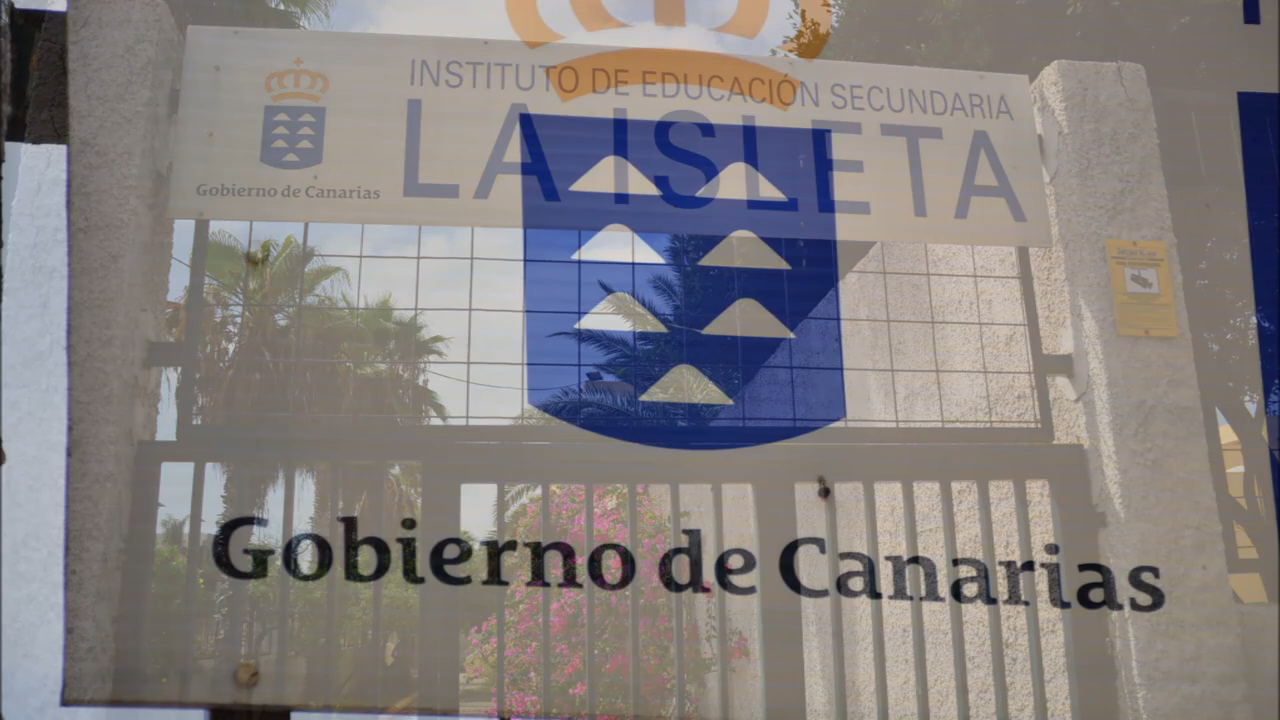 INSTITUTO DE EDUCACIÓN SECUNDARIA
LA ISLETA
Gobierno de Canarias
Gobierno de Canarias